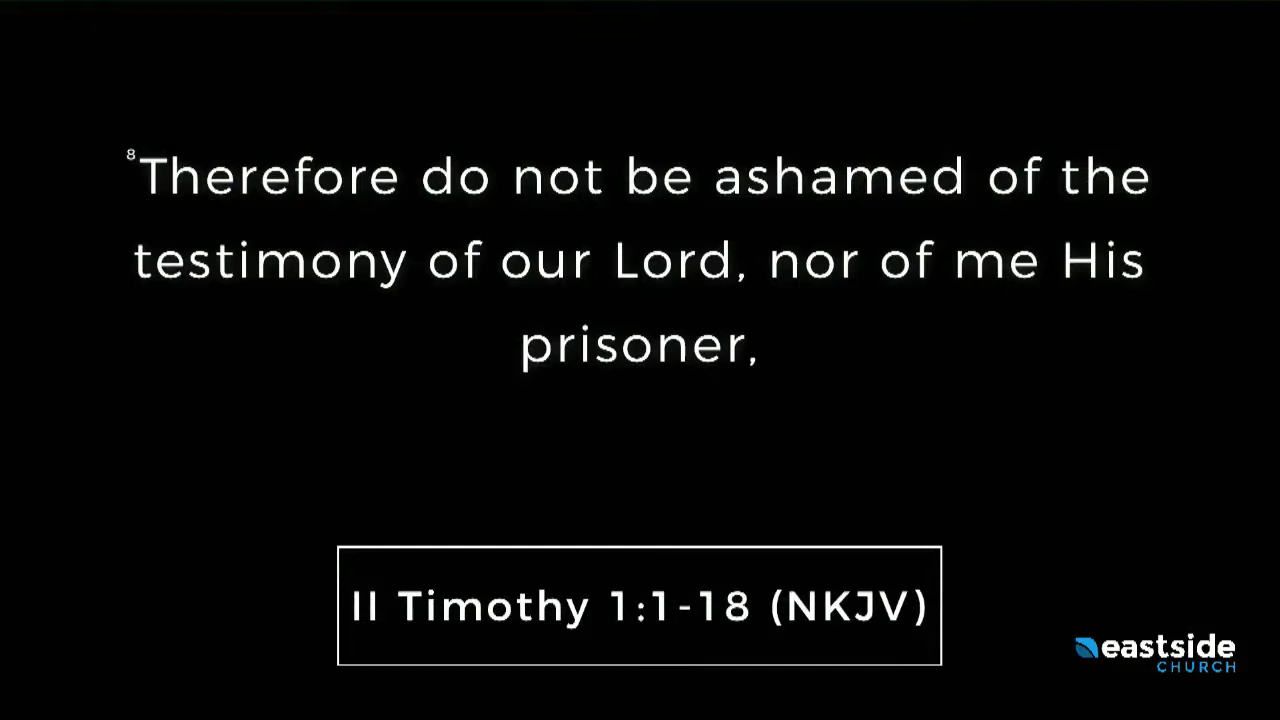 ⁸Therefore do not be ashamed of the
testimony of our Lord, nor of me His
prisoner,
II Timothy 1:1-18 (NKJV)
eastside
CHURCH